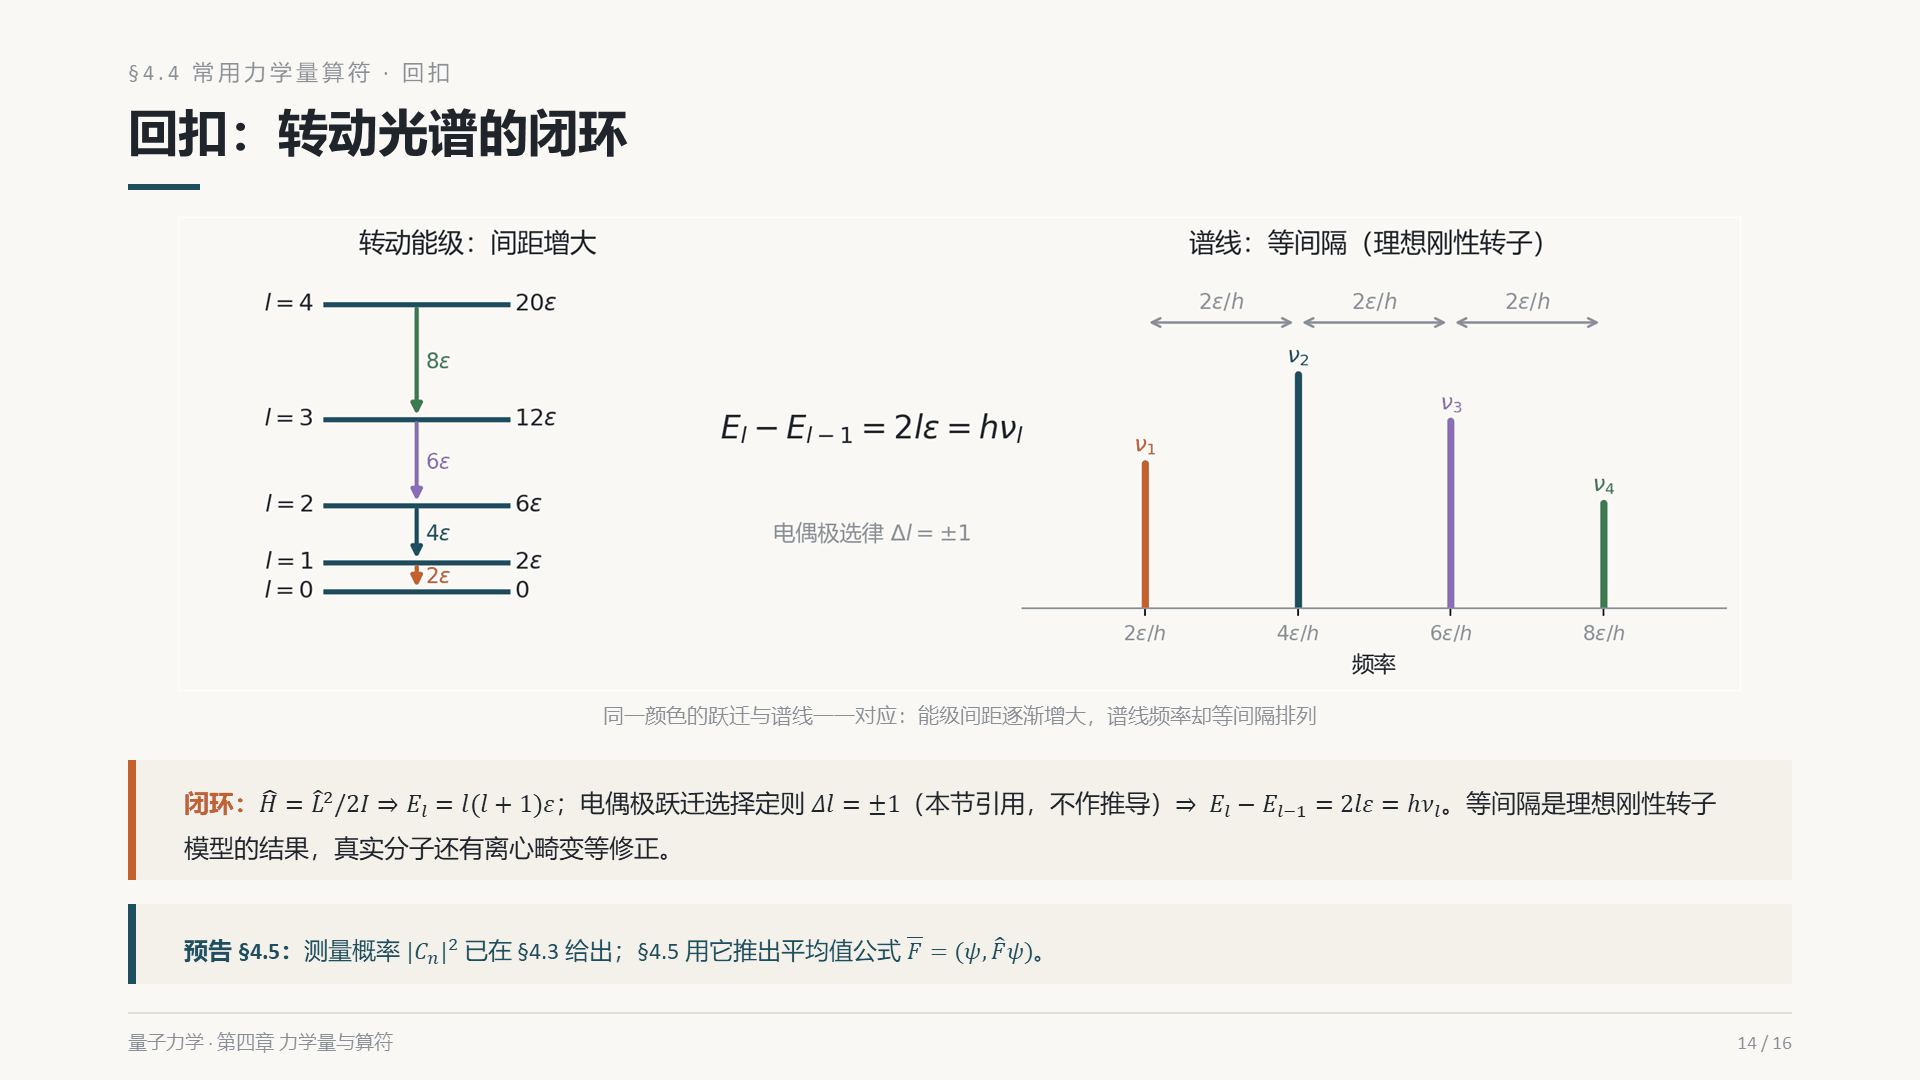 §4.4 常用力学量算符 · 回扣
回扣：转动光谱的闭环
转动能级：间距增大
l = 4 20ε
8ε
l = 3 12ε
6ε
l = 2 6ε
4ε
l = 1 2ε
2ε
l = 0 0
E_l − E_{l−1} = 2lε = hν_l
电偶极选律 Δl = ±1
谱线：等间隔（理想刚性转子）
2ε/h 2ε/h 2ε/h
ν₁ ν₂ ν₃ ν₄
2ε/h 4ε/h 6ε/h 8ε/h
频率
同一颜色的跃迁与谱线一一对应：能级间距逐渐增大，谱线频率却等间隔排列
闭环：Ĥ = L̂²/2I ⇒ E_l = l(l + 1)ε；电偶极跃迁选择定则 Δl = ±1（本节引用，不作推导）⇒ E_l − E_{l−1} = 2lε = hν_l。等间隔是理想刚性转子
模型的结果，真实分子还有离心畸变等修正。
预告 §4.5：测量概率 |C_n|² 已在 §4.3 给出；§4.5 用它推出平均值公式 F̅ = (ψ, F̂ψ)。
量子力学 · 第四章 力学量与算符
14 / 16